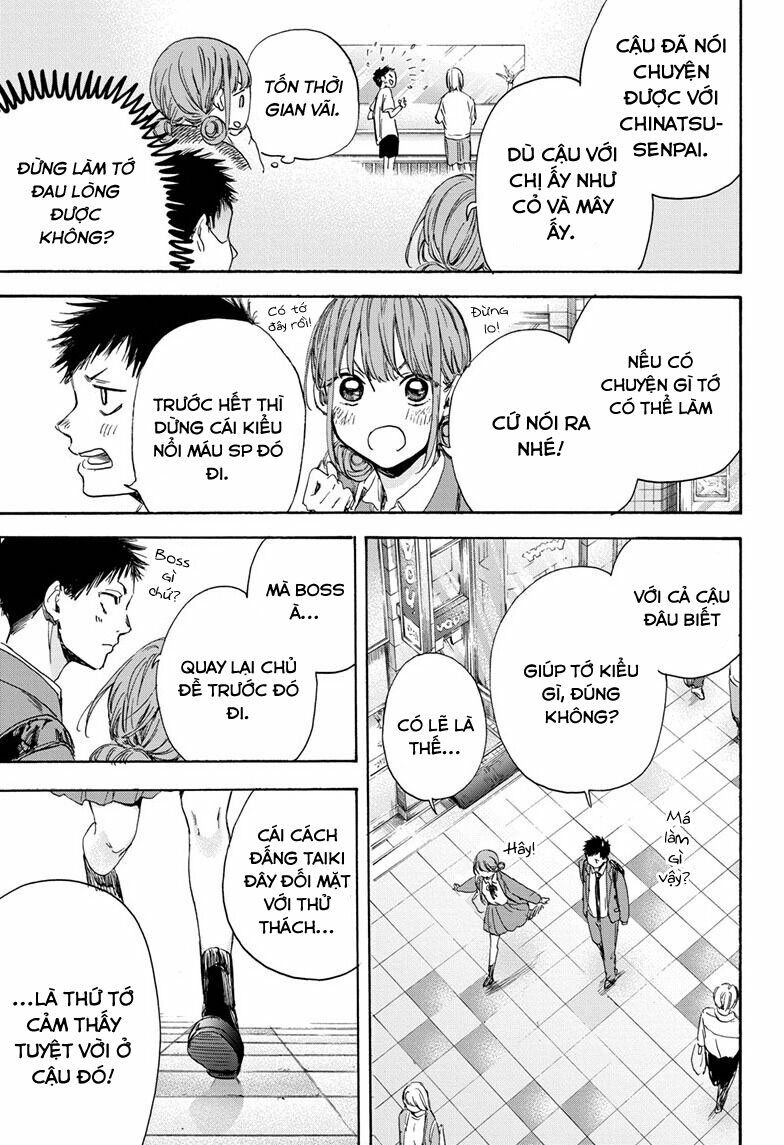 CẬU ĐÃ NÓI
CHUYỆN
ĐƯỢC VỚI
CHINATSU-
SENPAI.
DÙ CẬU VỚI
CHỊ ẤY NHƯ
CỎ VÀ MÂY
ẤY.
TỐN THỜI
GIAN VÃI.
ĐỪNG LÀM TỚ
ĐAU LÒNG
ĐƯỢC
KHÔNG?
NẾU CÓ
CHUYỆN GÌ TỚ
CÓ THỂ LÀM
CỨ NÓI RA
NHÉ!
Đừng
lo!
Có tớ
đây rồi!
TRƯỚC HẾT THÌ
DỪNG CÁI KIỂU
NỔI MÁU SP ĐÓ
ĐI.
VỚI CẢ CẬU
ĐÂU BIẾT
GIÚP TỚ KIỂU
GÌ, ĐÚNG
KHÔNG?
CÓ LẼ LÀ
THẾ...
Má
làm
gì
vậy?
Hây!
MÀ BOSS
À...
QUAY LẠI CHỦ
ĐỀ TRƯỚC ĐÓ
ĐI.
Boss
gì
chứ?
CÁI CÁCH
ĐẤNG TAIKI
ĐÂY ĐỐI MẶT
VỚI THỬ
THÁCH...
...LÀ THỨ TỚ
CẢM THẤY
TUYỆT VỜI Ở
CẬU ĐÓ!